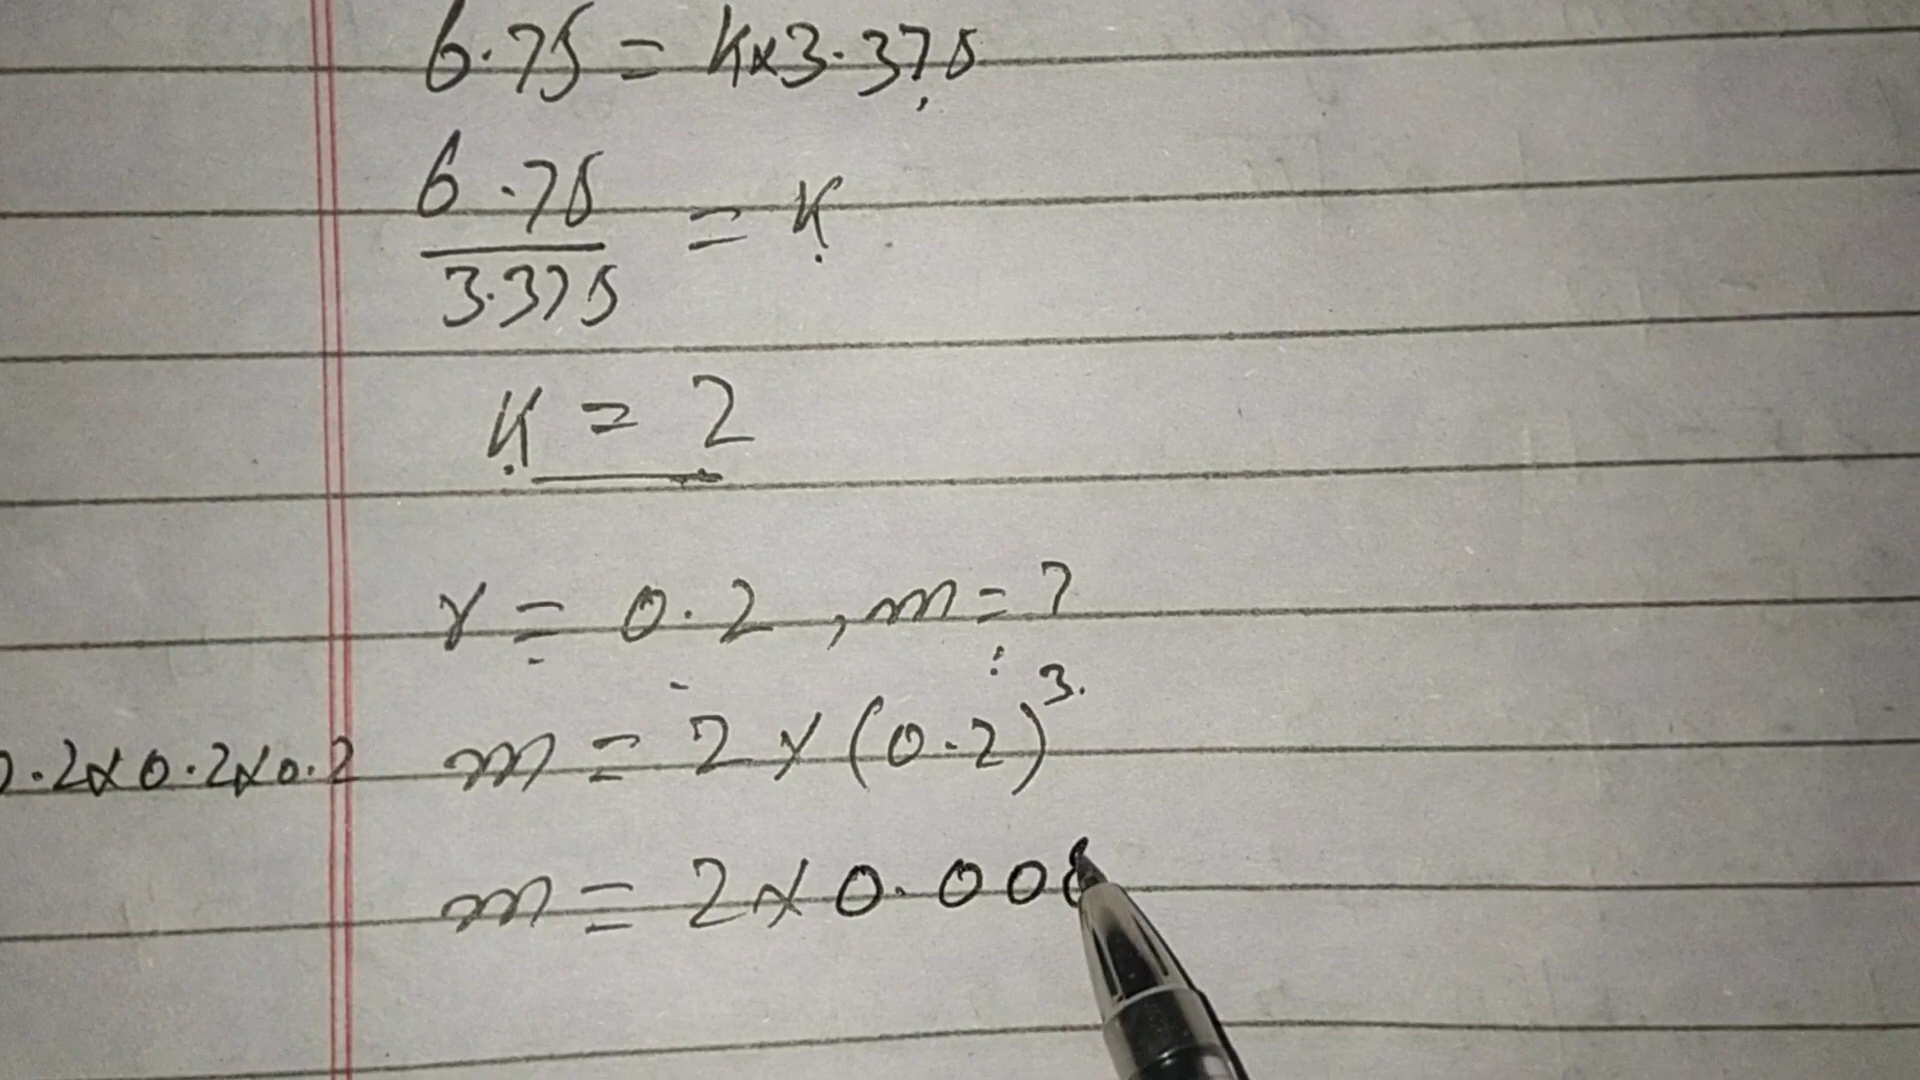 6.75 = K×3.375
6.75
3.375
= K
K = 2
r = 0.2, m = ?
0.2×0.2×0.2
m = 2×(0.2)³
m = 2×0.008